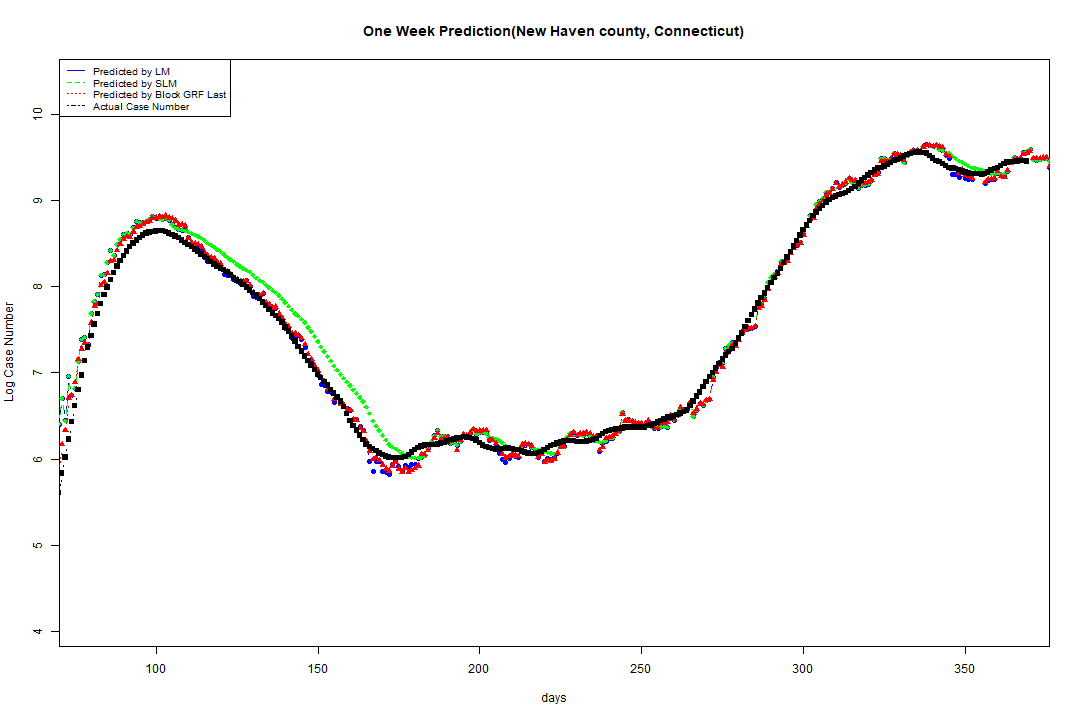 One Week Prediction(New Haven county, Connecticut)
Predicted by LM
Predicted by SLM
Predicted by Block GRF Last
Actual Case Number
10
9
8
7
6
5
4
Log Case Number
100 150 200 250 300 350
days